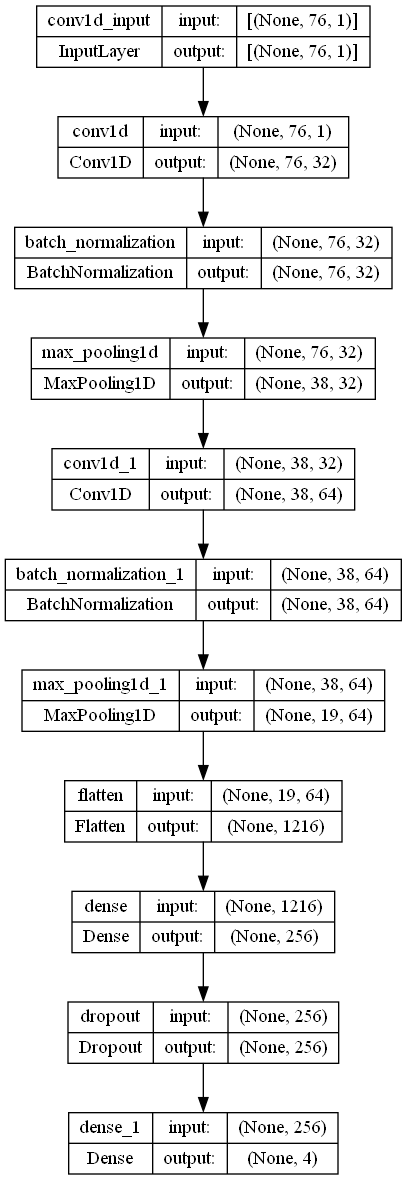 conv1d_input input: [(None, 76, 1)]
InputLayer output: [(None, 76, 1)]
conv1d input: (None, 76, 1)
Conv1D output: (None, 76, 32)
batch_normalization input: (None, 76, 32)
BatchNormalization output: (None, 76, 32)
max_pooling1d input: (None, 76, 32)
MaxPooling1D output: (None, 38, 32)
conv1d_1 input: (None, 38, 32)
Conv1D output: (None, 38, 64)
batch_normalization_1 input: (None, 38, 64)
BatchNormalization output: (None, 38, 64)
max_pooling1d_1 input: (None, 38, 64)
MaxPooling1D output: (None, 19, 64)
flatten input: (None, 19, 64)
Flatten output: (None, 1216)
dense input: (None, 1216)
Dense output: (None, 256)
dropout input: (None, 256)
Dropout output: (None, 256)
dense_1 input: (None, 256)
Dense output: (None, 4)